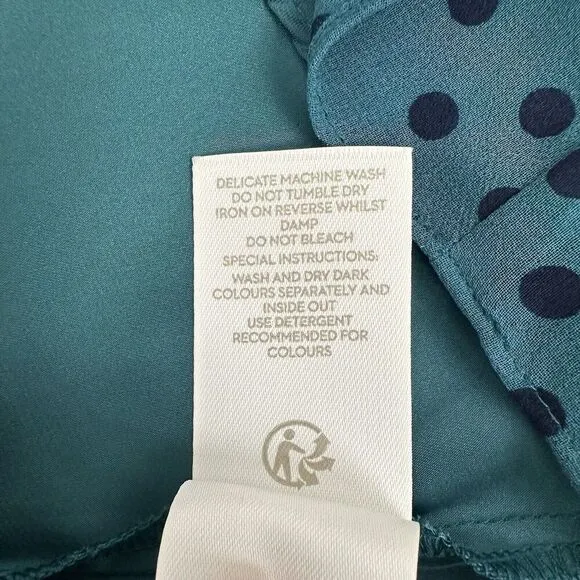 DELICATE MACHINE WASH
DO NOT TUMBLE DRY
IRON ON REVERSE WHILST
DAMP
DO NOT BLEACH
SPECIAL INSTRUCTIONS:
WASH AND DRY DARK
COLOURS SEPARATELY AND
INSIDE OUT
USE DETERGENT
RECOMMENDED FOR
COLOURS